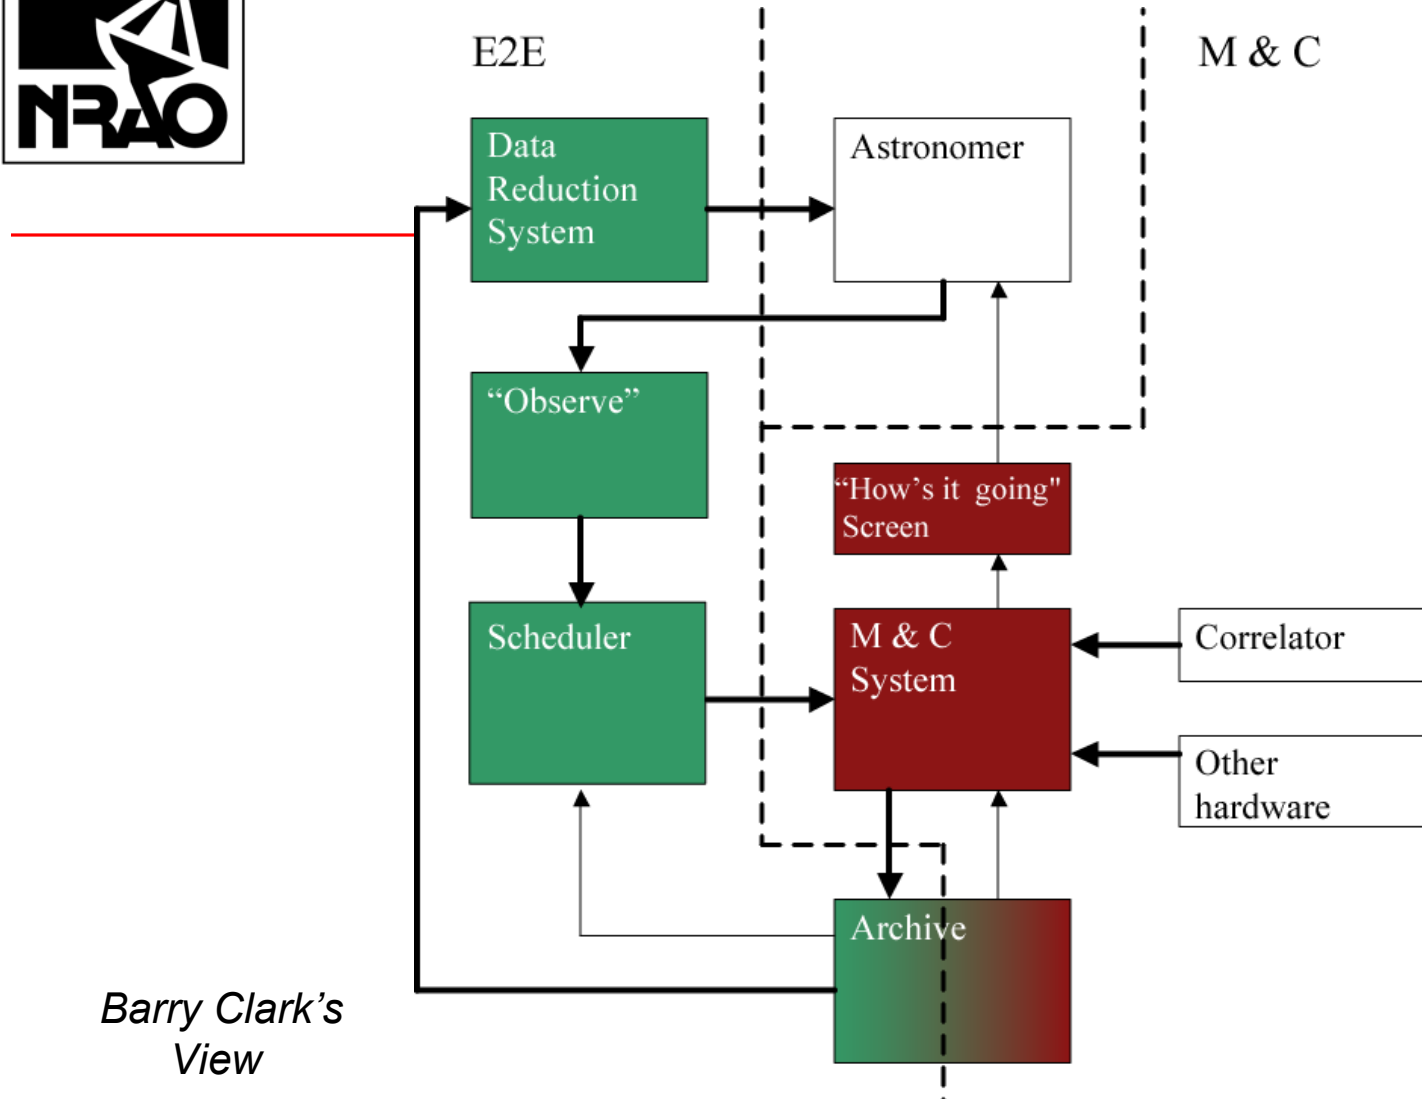 NRAO
E2E
M & C
Data
Reduction
System
Astronomer
“Observe”
“How’s it  going"
Screen
Scheduler
M & C
System
Correlator
Other
hardware
Archive
Barry Clark’s
View